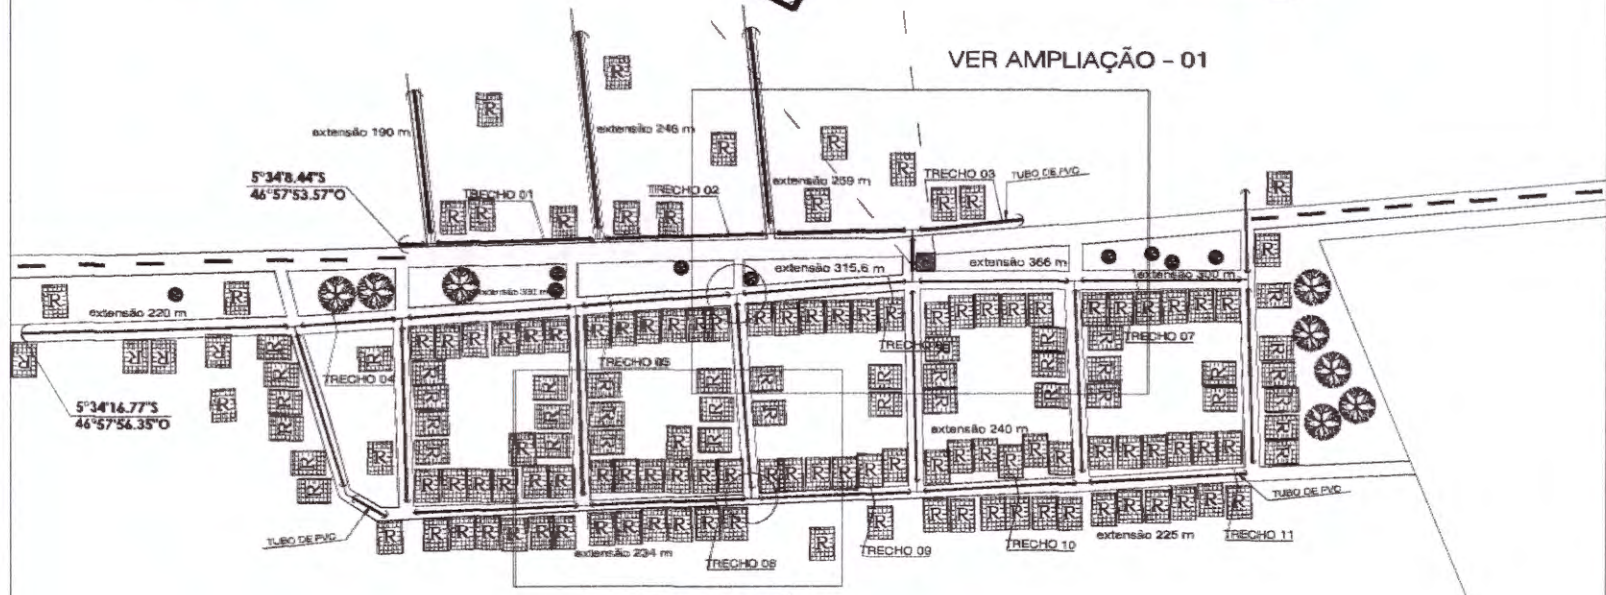 VER AMPLIAÇÃO - 01
extensão 190 m
extensão 246 m
extensão 259 m
5°34'8.44"S
46°57'53.57"O
TRECHO 01
TRECHO 02
TRECHO 03
TUBO DE PVC
extensão 315,6 m
extensão 366 m
extensão 300 m
extensão 220 m
TRECHO 04
TRECHO 05
TRECHO 07
5°34'16.77"S
46°57'56.35"O
extensão 240 m
TUBO DE PVC
TUBO DE PVC
extensão 234 m
TRECHO 08
TRECHO 09
TRECHO 10
extensão 225 m
TRECHO 11